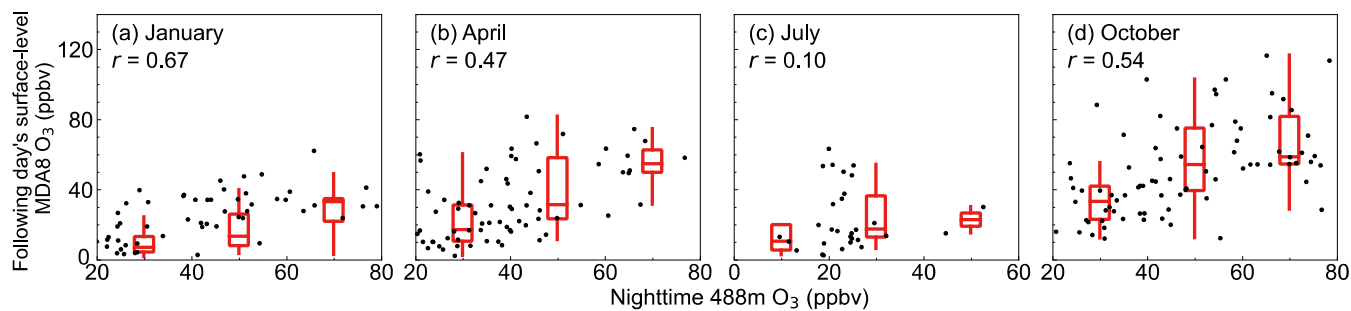 Following day's surface-level
MDA8 O₃ (ppbv)
120
80
40
0
(a) January
r = 0.67
(b) April
r = 0.47
(c) July
r = 0.10
(d) October
r = 0.54
20 40 60 80
20 40 60 80
0 20 40 60
20 40 60 80
Nighttime 488m O₃ (ppbv)